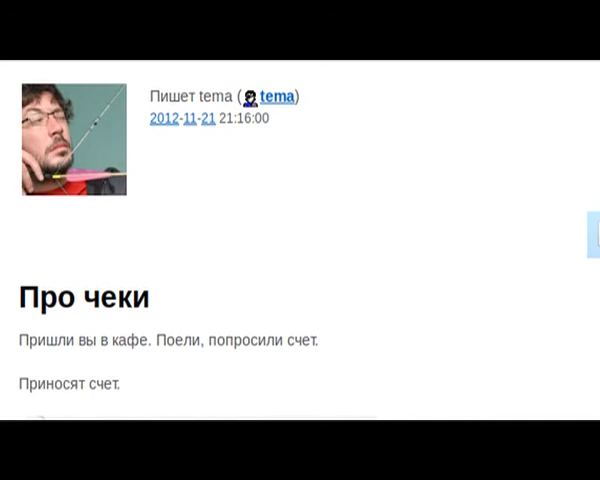 Пишет tema (tema)
2012-11-21 21:16:00
Про чеки
Пришли вы в кафе. Поели, попросили счет.
Приносят счет.